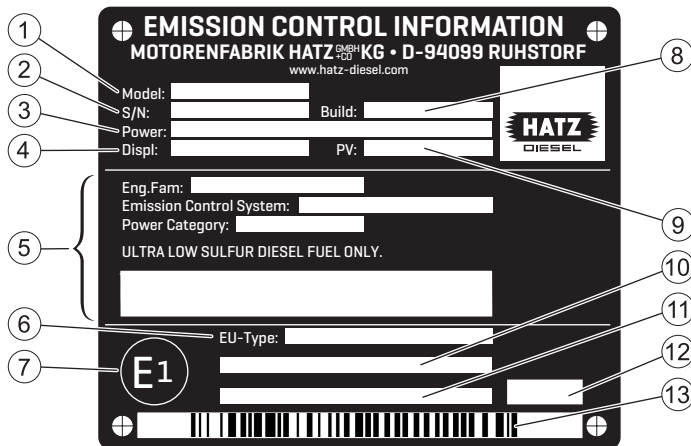 EMISSION CONTROL INFORMATION
MOTORENFABRIK HATZ GMBH +CO KG • D-94099 RUHSTORF
www.hatz-diesel.com
1
Model:
2
S/N: Build:
8
3
Power:
4
Displ: PV:
HATZ
DIESEL
9
5
Eng.Fam:
Emission Control System:
Power Category:
ULTRA LOW SULFUR DIESEL FUEL ONLY.
6
EU-Type:
10
7
E1
11
12
13